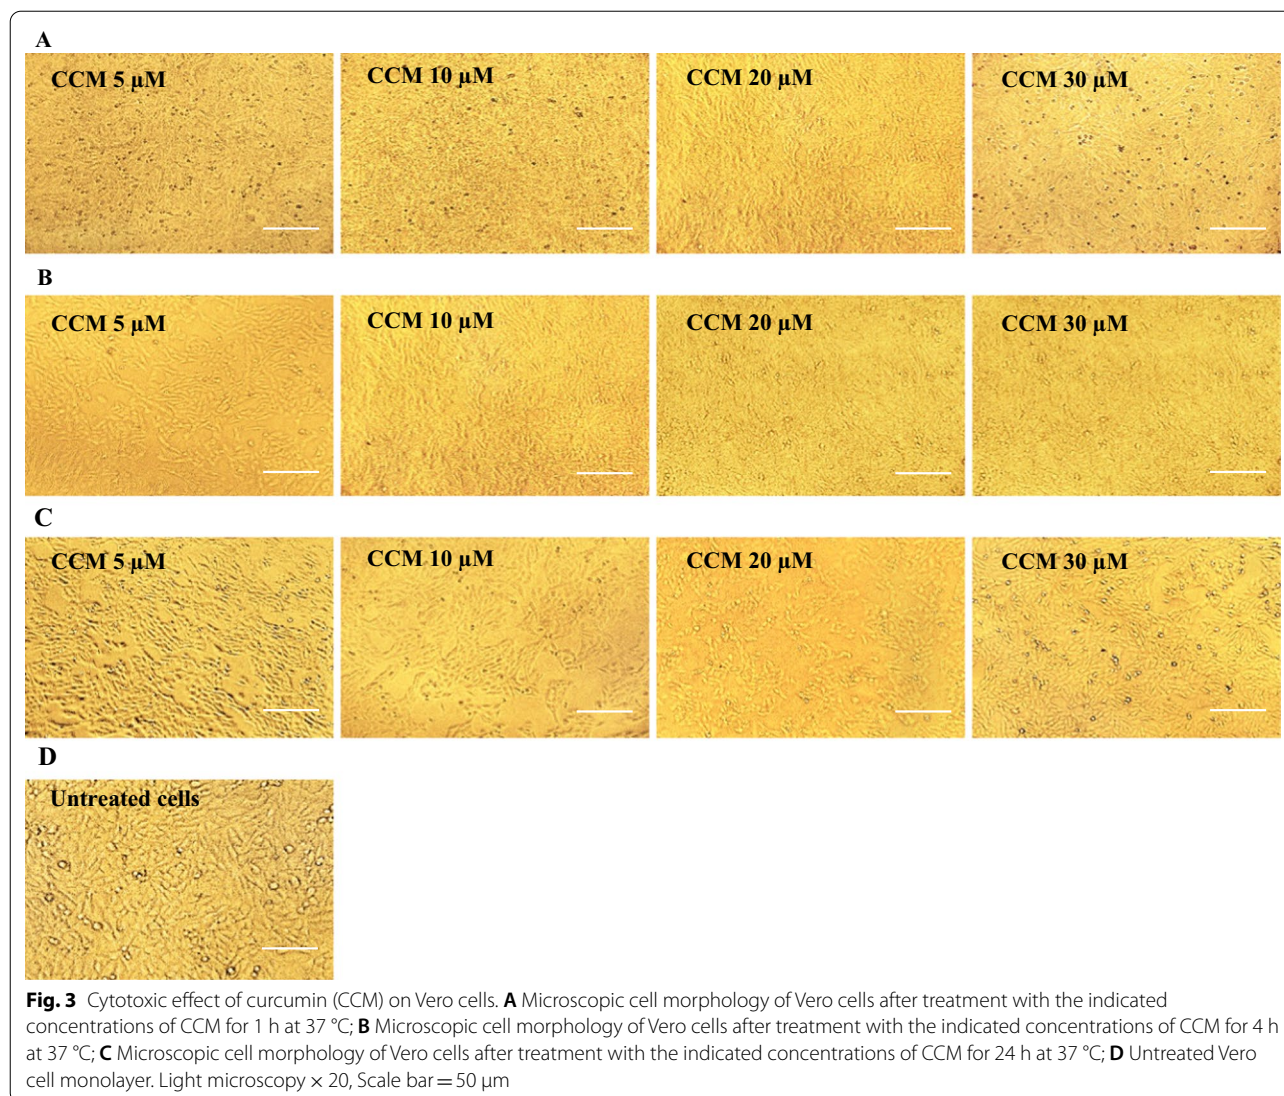 A
CCM 5 µM
CCM 10 µM
CCM 20 µM
CCM 30 µM
B
CCM 5 µM
CCM 10 µM
CCM 20 µM
CCM 30 µM
C
CCM 5 µM
CCM 10 µM
CCM 20 µM
CCM 30 µM
D
Untreated cells
Fig. 3 Cytotoxic effect of curcumin (CCM) on Vero cells. A Microscopic cell morphology of Vero cells after treatment with the indicated
concentrations of CCM for 1 h at 37 °C; B Microscopic cell morphology of Vero cells after treatment with the indicated concentrations of CCM for 4 h
at 37 °C; C Microscopic cell morphology of Vero cells after treatment with the indicated concentrations of CCM for 24 h at 37 °C; D Untreated Vero
cell monolayer. Light microscopy × 20, Scale bar = 50 µm